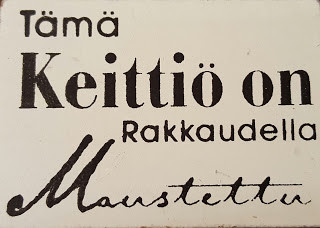 Tämä
Keittiö on
Rakkaudella
Maustettu